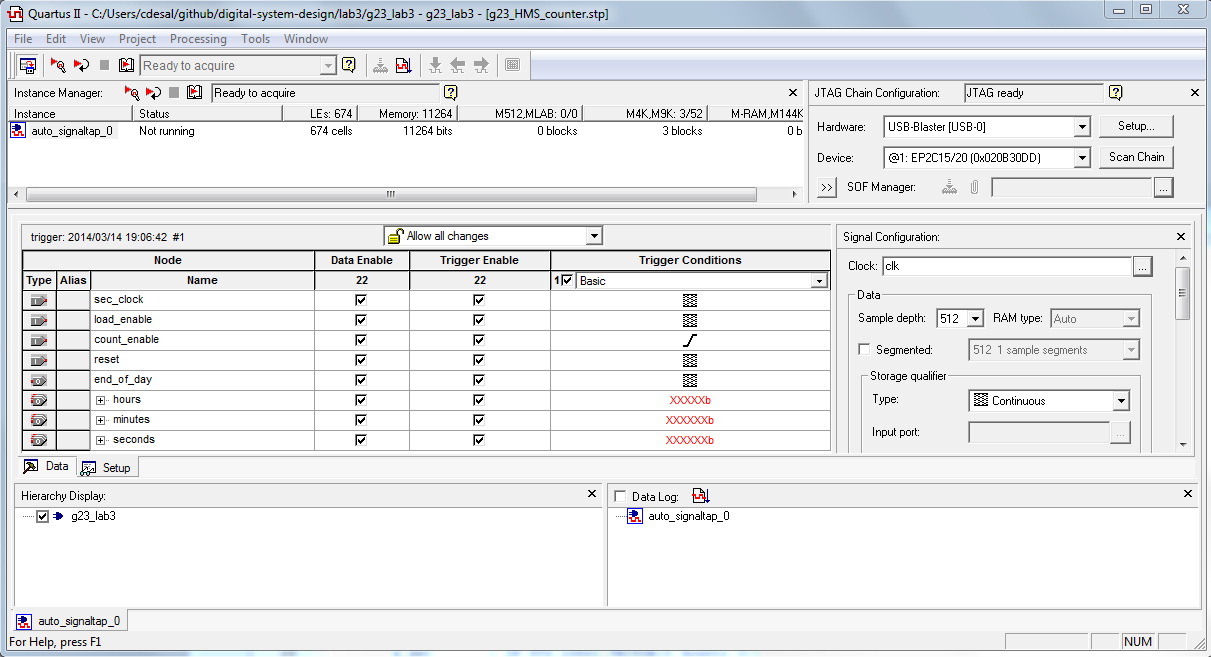 Quartus II - C:/Users/cdesal/github/digital-system-design/lab3/g23_lab3 - g23_lab3 - [g23_HMS_counter.stp]
File Edit View Project Processing Tools Window
Ready to acquire
Instance Manager: Ready to acquire
Instance Status LEs: 674 Memory: 11264 M512,MLAB: 0/0 M4K,M9K: 3/52 M-RAM,M144K
auto_signaltap_0 Not running 674 cells 11264 bits 0 blocks 3 blocks 0 b
JTAG Chain Configuration: JTAG ready
Hardware: USB-Blaster [USB-0] Setup...
Device: @1: EP2C15/20 (0x020B30DD) Scan Chain
>> SOF Manager: ...
trigger: 2014/03/14 19:06:42 #1 Allow all changes
Node Data Enable Trigger Enable Trigger Conditions
Type Alias Name 22 22 1 Basic
sec_clock
load_enable
count_enable
reset
end_of_day
hours XXXXXb
minutes XXXXXXb
seconds XXXXXXb
Data Setup
Signal Configuration:
Clock: clk ...
Data
Sample depth: 512 RAM type: Auto
Segmented: 512 1 sample segments
Storage qualifier
Type: Continuous
Input port: ...
Hierarchy Display:
g23_lab3
Data Log:
auto_signaltap_0
auto_signaltap_0
For Help, press F1 NUM